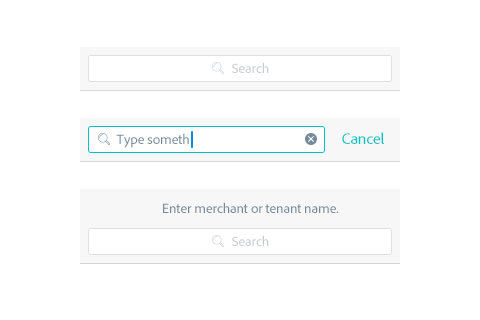 Search
Type someth
Cancel
Enter merchant or tenant name.
Search